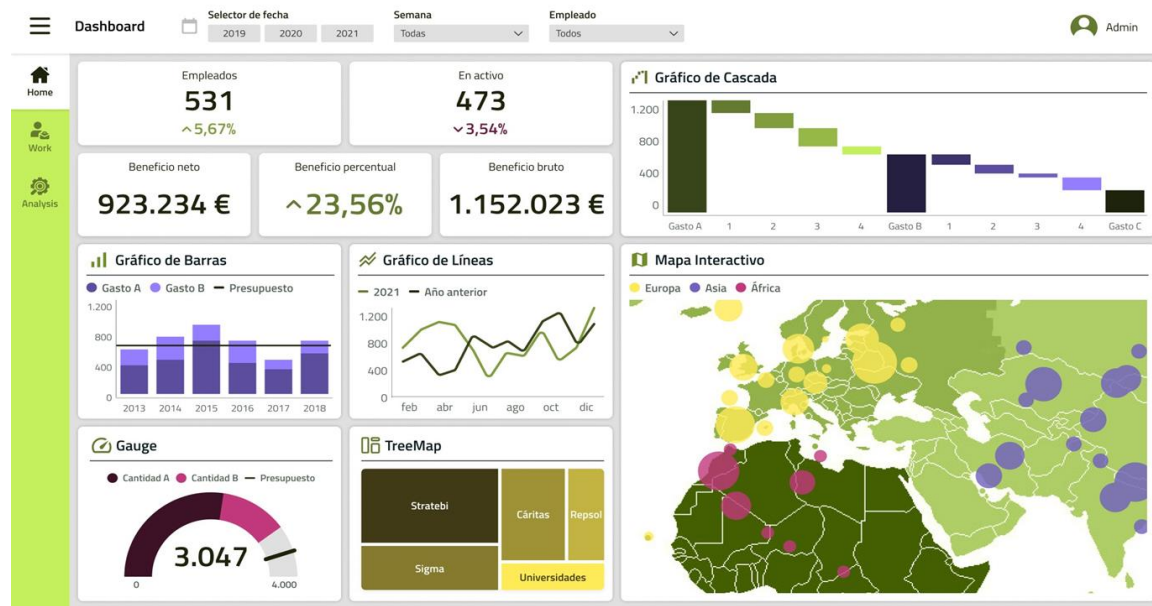 Dashboard
Selector de fecha
2019 2020 2021
Semana
Todas
Empleado
Todos
Admin
Home
Work
Analysis
Empleados
531
5,67%
En activo
473
3,54%
Beneficio neto
923.234 €
Beneficio percentual
23,56%
Beneficio bruto
1.152.023 €
Gráfico de Cascada
1.200
800
400
0
Gasto A 1 2 3 4 Gasto B 1 2 3 4 Gasto C
Gráfico de Barras
Gasto A Gasto B Presupuesto
1.200
800
400
0
2013 2014 2015 2016 2017 2018
Gráfico de Líneas
2021 Año anterior
1.200
800
400
0
feb abr jun ago oct dic
Mapa Interactivo
Europa Asia África
Gauge
Cantidad A Cantidad B Presupuesto
3.047
0 4.000
TreeMap
Stratebi
Cáritas
Repsol
Sigma
Universidades